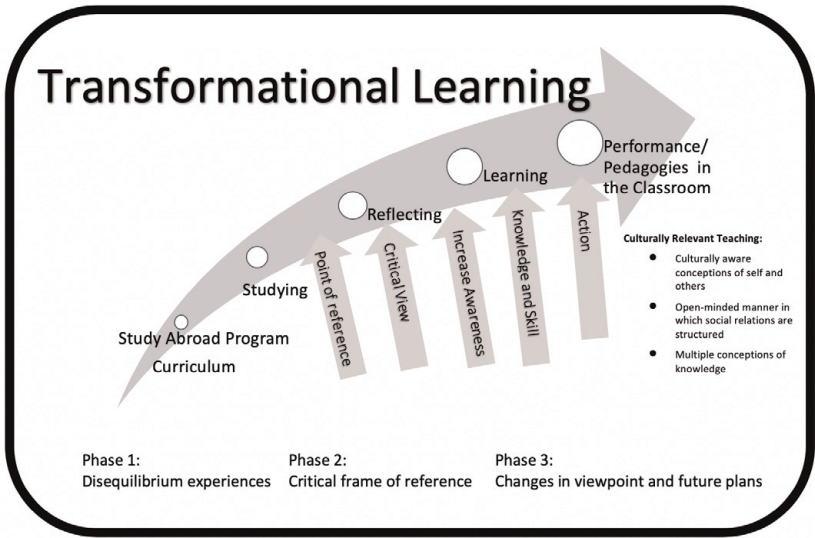 Transformational Learning
Performance/
Pedagogies in
the Classroom
Learning
Reflecting
Studying
Study Abroad Program
Curriculum
Point of reference
Critical View
Increase Awareness
Knowledge and Skill
Action
Culturally Relevant Teaching:
• Culturally aware
conceptions of self and
others
• Open-minded manner in
which social relations are
structured
• Multiple conceptions of
knowledge
Phase 1:
Disequilibrium experiences
Phase 2:
Critical frame of reference
Phase 3:
Changes in viewpoint and future plans